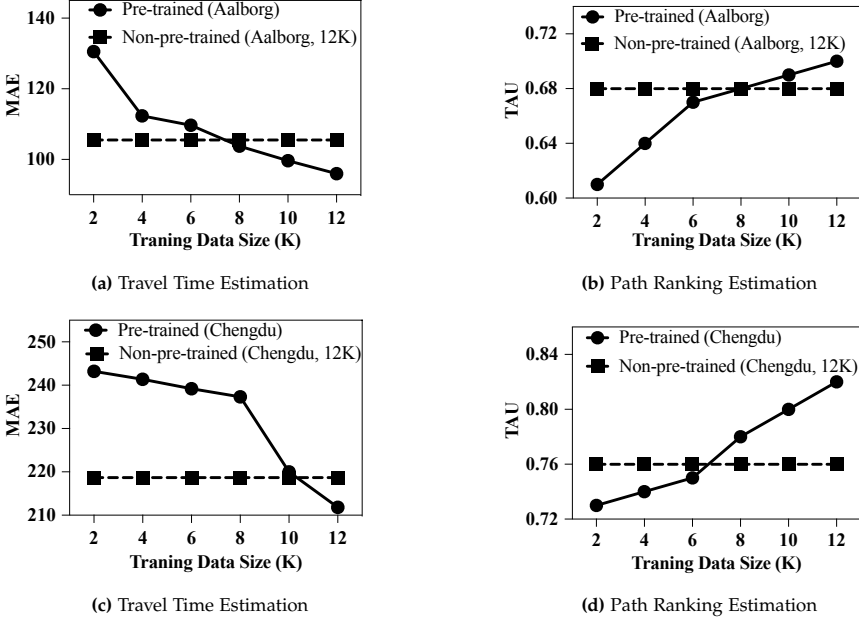 140
120
100
MAE
Pre-trained (Aalborg)
Non-pre-trained (Aalborg, 12K)
2 4 6 8 10 12
Traning Data Size (K)
(a) Travel Time Estimation
0.72
0.68
0.64
0.60
TAU
Pre-trained (Aalborg)
Non-pre-trained (Aalborg, 12K)
2 4 6 8 10 12
Traning Data Size (K)
(b) Path Ranking Estimation
250
240
230
220
210
MAE
Pre-trained (Chengdu)
Non-pre-trained (Chengdu, 12K)
2 4 6 8 10 12
Traning Data Size (K)
(c) Travel Time Estimation
0.84
0.80
0.76
0.72
TAU
Pre-trained (Chengdu)
Non-pre-trained (Chengdu, 12K)
2 4 6 8 10 12
Traning Data Size (K)
(d) Path Ranking Estimation